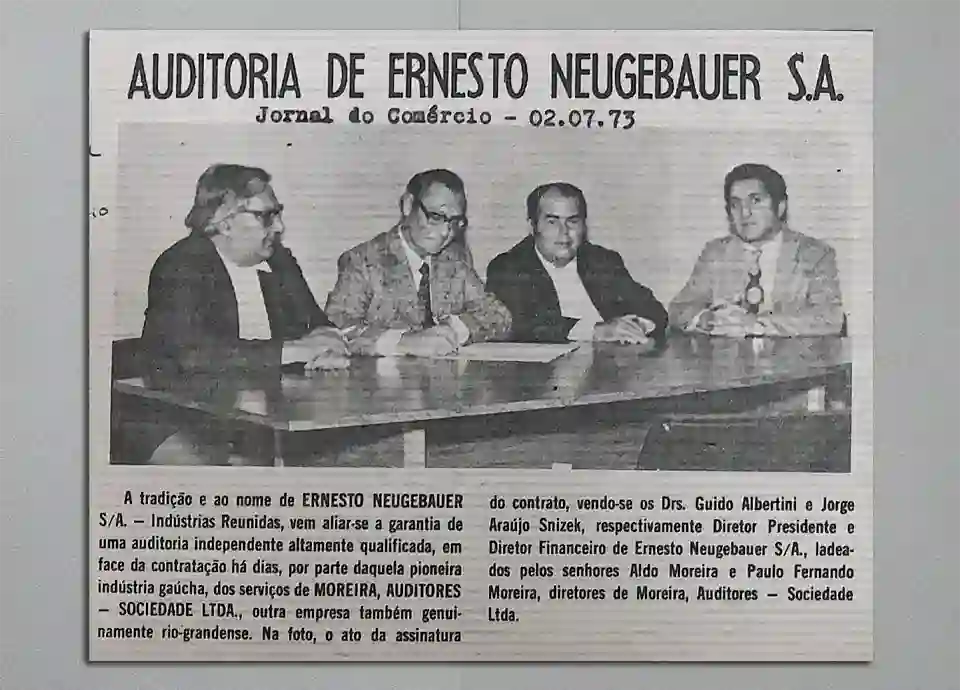 AUDITORIA DE ERNESTO NEUGEBAUER S.A.
Jornal do Comércio - 02.07.73
A tradição e ao nome de ERNESTO NEUGEBAUER
S/A. — Indústrias Reunidas, vem aliar-se a garantia de
uma auditoria independente altamente qualificada, em
face da contratação há dias, por parte daquela pioneira
indústria gaúcha, dos serviços de MOREIRA, AUDITORES
— SOCIEDADE LTDA., outra empresa também genui-
namente rio-grandense. Na foto, o ato da assinatura
do contrato, vendo-se os Drs. Guido Albertini e Jorge
Araújo Snizek, respectivamente Diretor Presidente e
Diretor Financeiro de Ernesto Neugebauer S/A., ladea-
dos pelos senhores Aldo Moreira e Paulo Fernando
Moreira, diretores de Moreira, Auditores — Sociedade
Ltda.